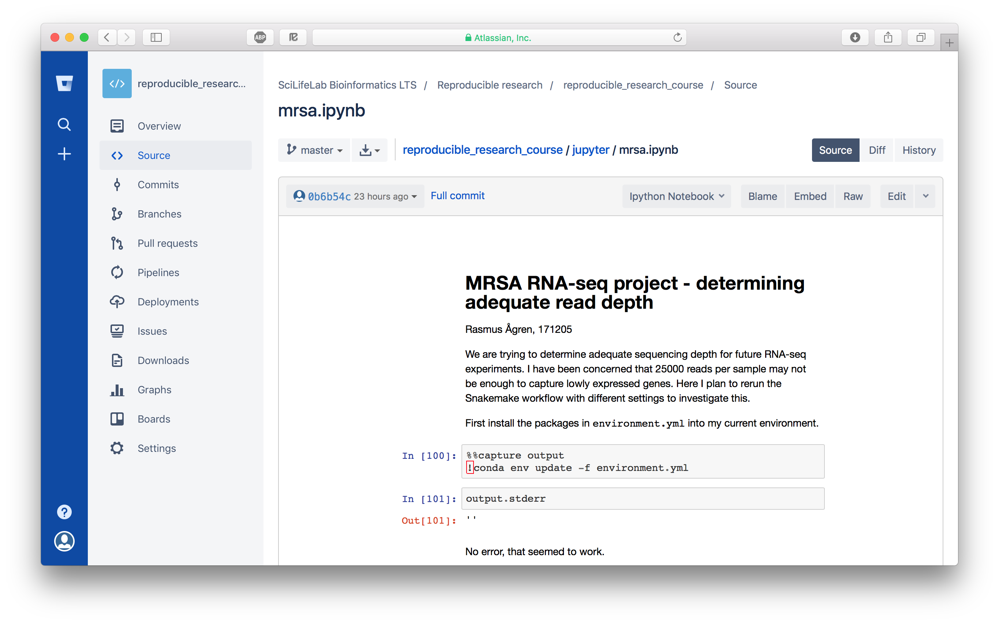 ABP
Atlassian, Inc.
</> reproducible_researc...
Overview
Source
Commits
Branches
Pull requests
Pipelines
Deployments
Issues
Downloads
Graphs
Boards
Settings
SciLifeLab Bioinformatics LTS / Reproducible research / reproducible_research_course / Source
mrsa.ipynb
master
reproducible_research_course / jupyter / mrsa.ipynb
Source Diff History
0b6b54c 23 hours ago Full commit
Ipython Notebook Blame Embed Raw Edit
MRSA RNA-seq project - determining
adequate read depth
Rasmus Ågren, 171205
We are trying to determine adequate sequencing depth for future RNA-seq
experiments. I have been concerned that 25000 reads per sample may not
be enough to capture lowly expressed genes. Here I plan to rerun the
Snakemake workflow with different settings to investigate this.
First install the packages in environment.yml into my current environment.
In [100]: %%capture output
!conda env update -f environment.yml
In [101]: output.stderr
Out[101]: ''
No error, that seemed to work.